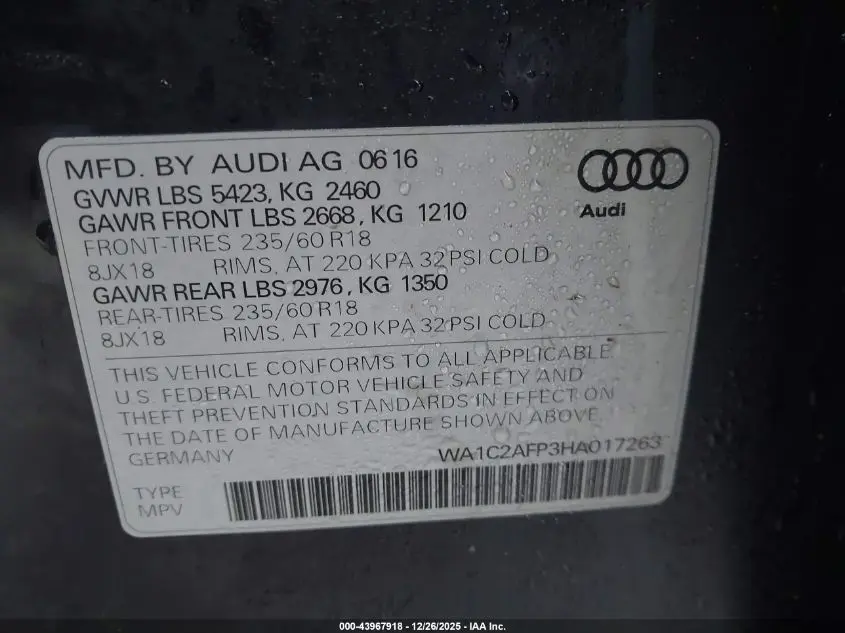 MFD. BY AUDI AG 0616
GVWR LBS 5423, KG 2460
GAWR FRONT LBS 2668, KG 1210
FRONT-TIRES 235/60 R18
8JX18 RIMS, AT 220 KPA 32 PSI COLD
GAWR REAR LBS 2976, KG 1350
REAR-TIRES 235/60 R18
8JX18 RIMS, AT 220 KPA 32 PSI COLD
Audi
THIS VEHICLE CONFORMS TO ALL APPLICABLE
U.S. FEDERAL MOTOR VEHICLE SAFETY AND
THEFT PREVENTION STANDARDS IN EFFECT ON
THE DATE OF MANUFACTURE SHOWN ABOVE.
GERMANY WA1C2AFP3HA017263
TYPE
MPV
000-43967918 - 12/26/2025 - IAA Inc.